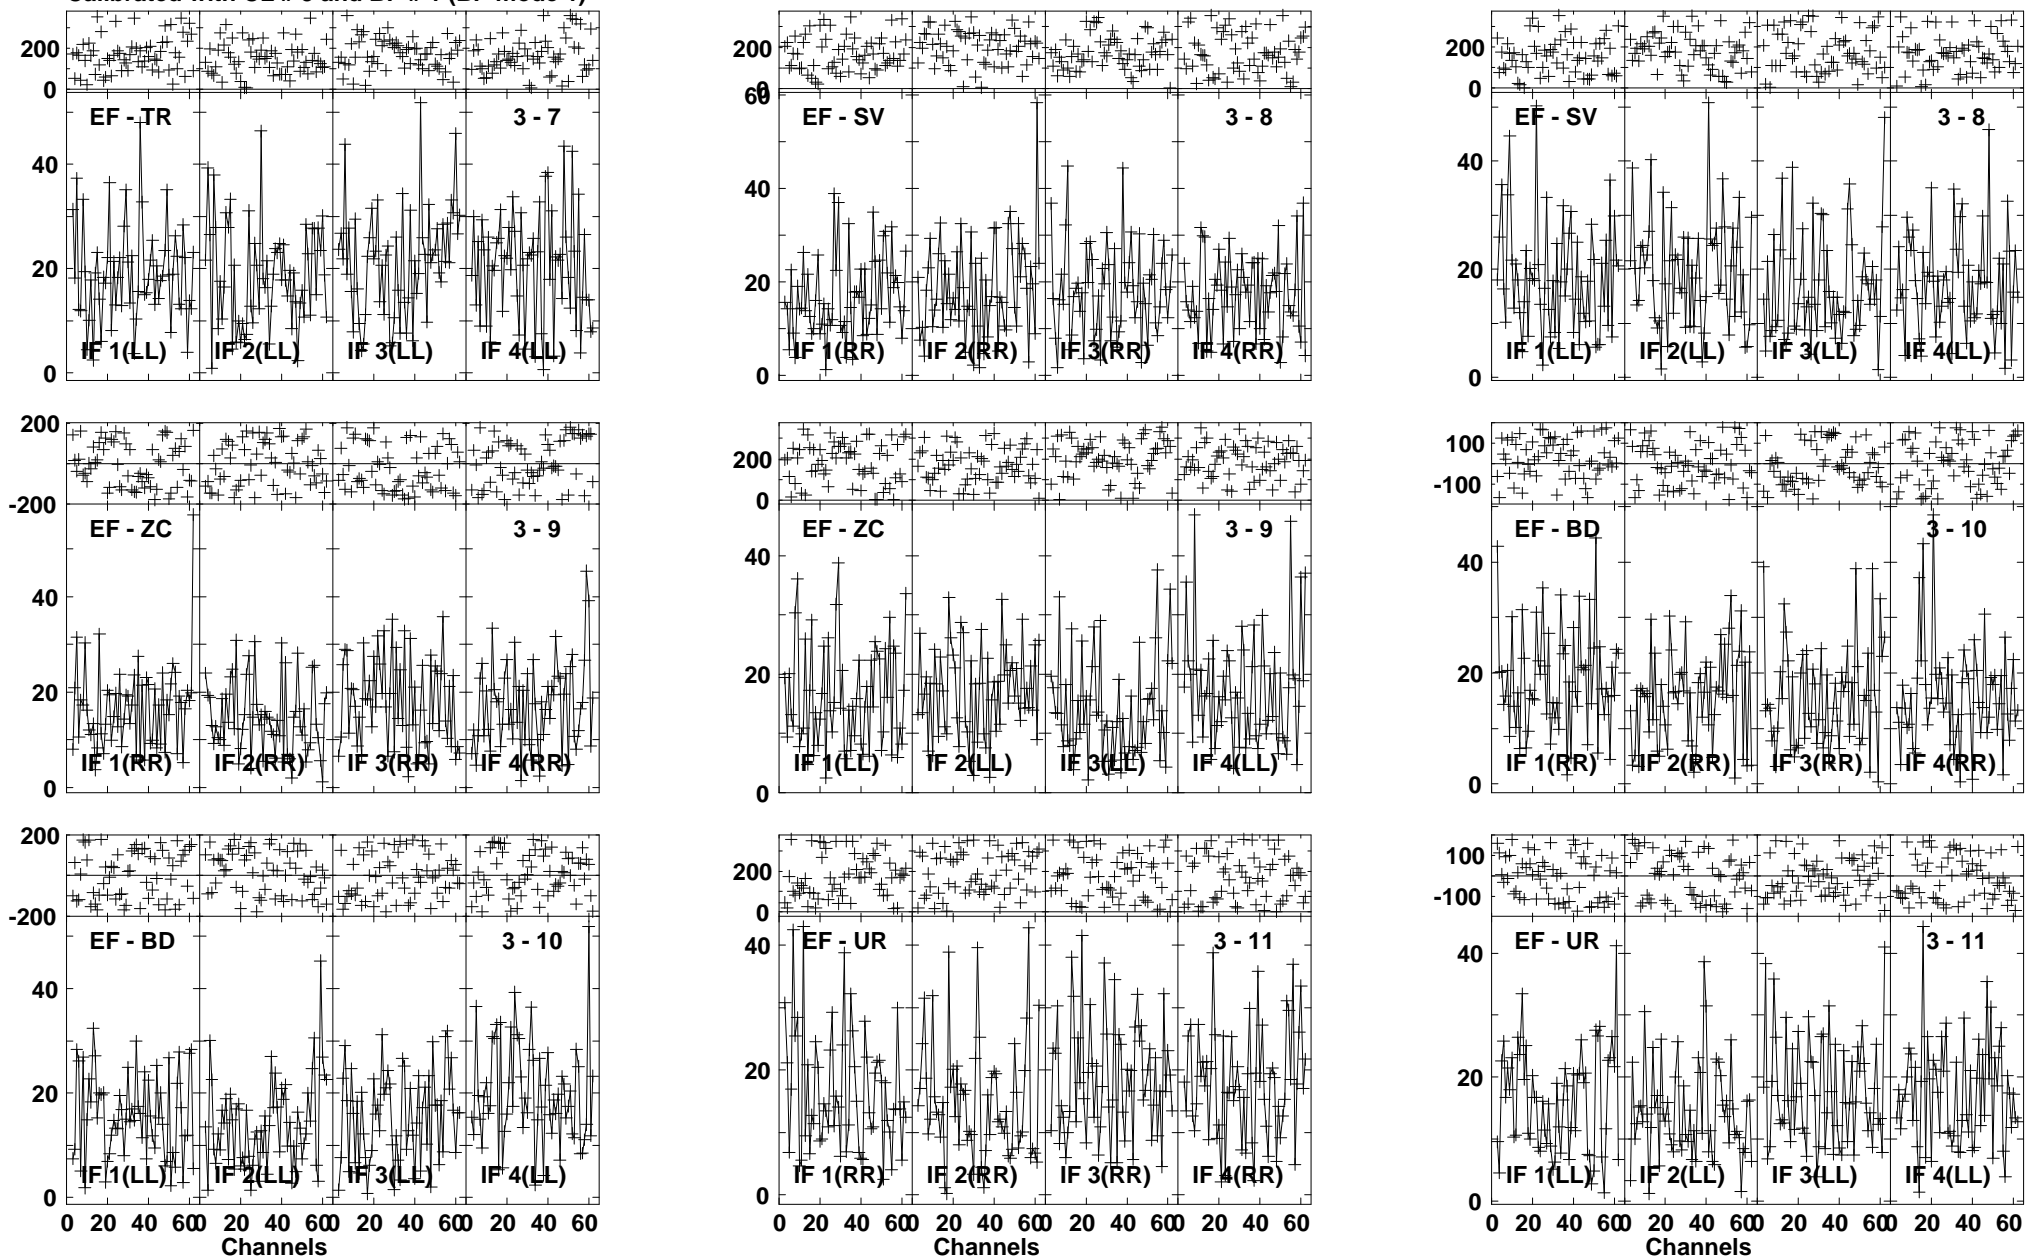 200
0
EF - TR
3 - 7
40
20
0
IF 1(LL)
IF 2(LL)
IF 3(LL)
IF 4(LL)
200
0
60
EF - SV
3 - 8
40
20
0
IF 1(RR)
IF 2(RR)
IF 3(RR)
IF 4(RR)
200
0
EF - SV
3 - 8
40
20
0
IF 1(LL)
IF 2(LL)
IF 3(LL)
IF 4(LL)
200
-200
EF - ZC
3 - 9
40
20
0
IF 1(RR)
IF 2(RR)
IF 3(RR)
IF 4(RR)
200
0
EF - ZC
3 - 9
40
20
0
IF 1(LL)
IF 2(LL)
IF 3(LL)
IF 4(LL)
100
-100
EF - BD
3 - 10
40
20
0
IF 1(RR)
IF 2(RR)
IF 3(RR)
IF 4(RR)
200
-200
EF - BD
3 - 10
40
20
0
IF 1(LL)
IF 2(LL)
IF 3(LL)
IF 4(LL)
0 20 40 60 0 20 40 60 0 20 40 60 0 20 40
Channels
200
0
EF - UR
3 - 11
40
20
0
IF 1(RR)
IF 2(RR)
IF 3(RR)
IF 4(RR)
0 20 40 60 0 20 40 60 0 20 40 60 0 20 40 60
Channels
100
-100
EF - UR
3 - 11
40
20
0
IF 1(LL)
IF 2(LL)
IF 3(LL)
IF 4(LL)
0 20 40 60 0 20 40 60 0 20 40 60 0 20 40 60
Channels